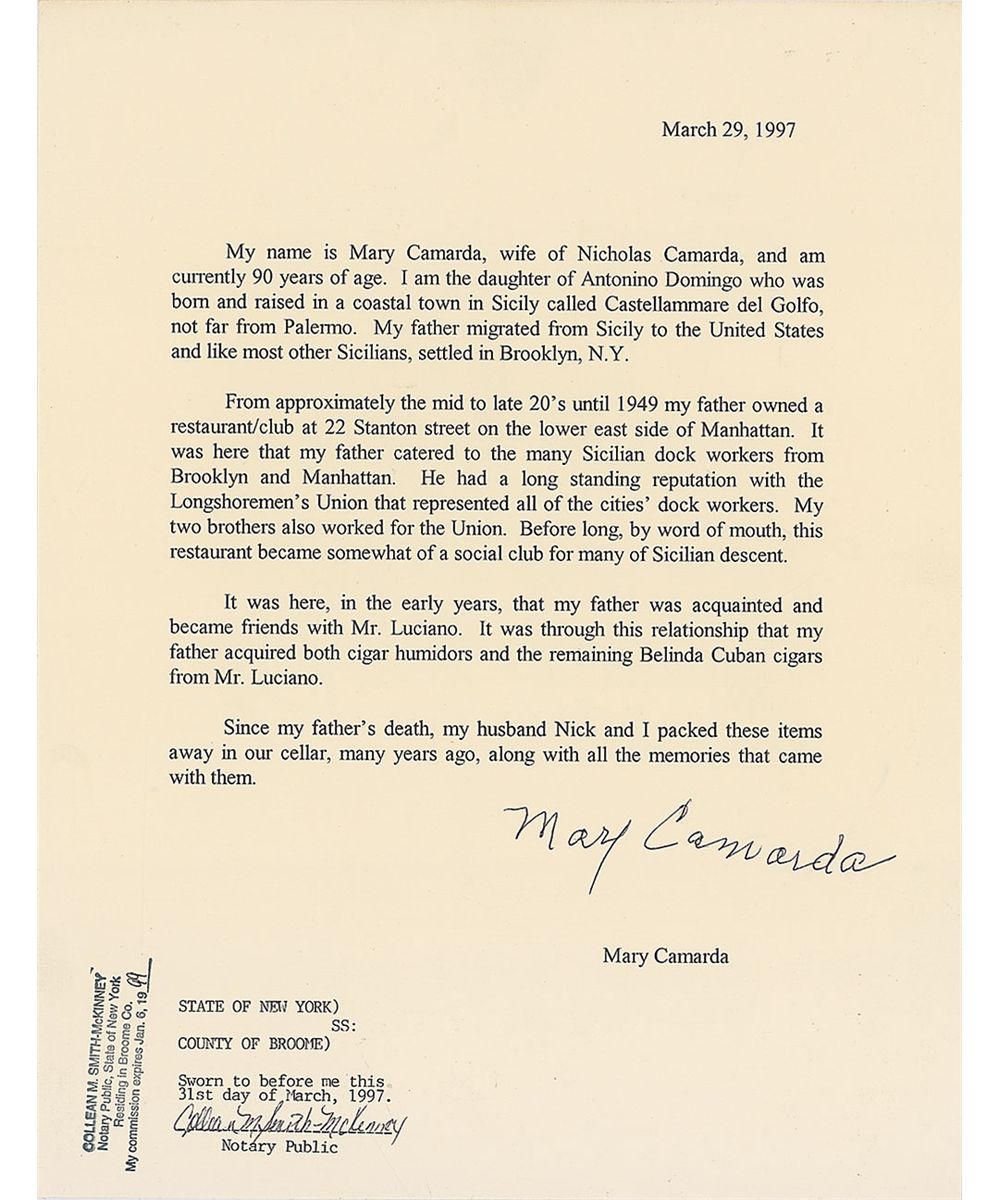 March 29, 1997
My name is Mary Camarda, wife of Nicholas Camarda, and am
currently 90 years of age. I am the daughter of Antonino Domingo who was
born and raised in a coastal town in Sicily called Castellammare del Golfo,
not far from Palermo. My father migrated from Sicily to the United States
and like most other Sicilians, settled in Brooklyn, N.Y.
From approximately the mid to late 20's until 1949 my father owned a
restaurant/club at 22 Stanton street on the lower east side of Manhattan. It
was here that my father catered to the many Sicilian dock workers from
Brooklyn and Manhattan. He had a long standing reputation with the
Longshoremen's Union that represented all of the cities' dock workers. My
two brothers also worked for the Union. Before long, by word of mouth, this
restaurant became somewhat of a social club for many of Sicilian descent.
It was here, in the early years, that my father was acquainted and
became friends with Mr. Luciano. It was through this relationship that my
father acquired both cigar humidors and the remaining Belinda Cuban cigars
from Mr. Luciano.
Since my father's death, my husband Nick and I packed these items
away in our cellar, many years ago, along with all the memories that came
with them.
Mary Camarda
Mary Camarda
STATE OF NEW YORK)
SS:
COUNTY OF BROOME)
Sworn to before me this
31st day of March, 1997.
Collean M Smith-McKinney
Notary Public
COLLEAN M. SMITH-McKINNEY
Notary Public, State of New York
Residing in Broome Co.
My commission expires Jan. 6, 1999